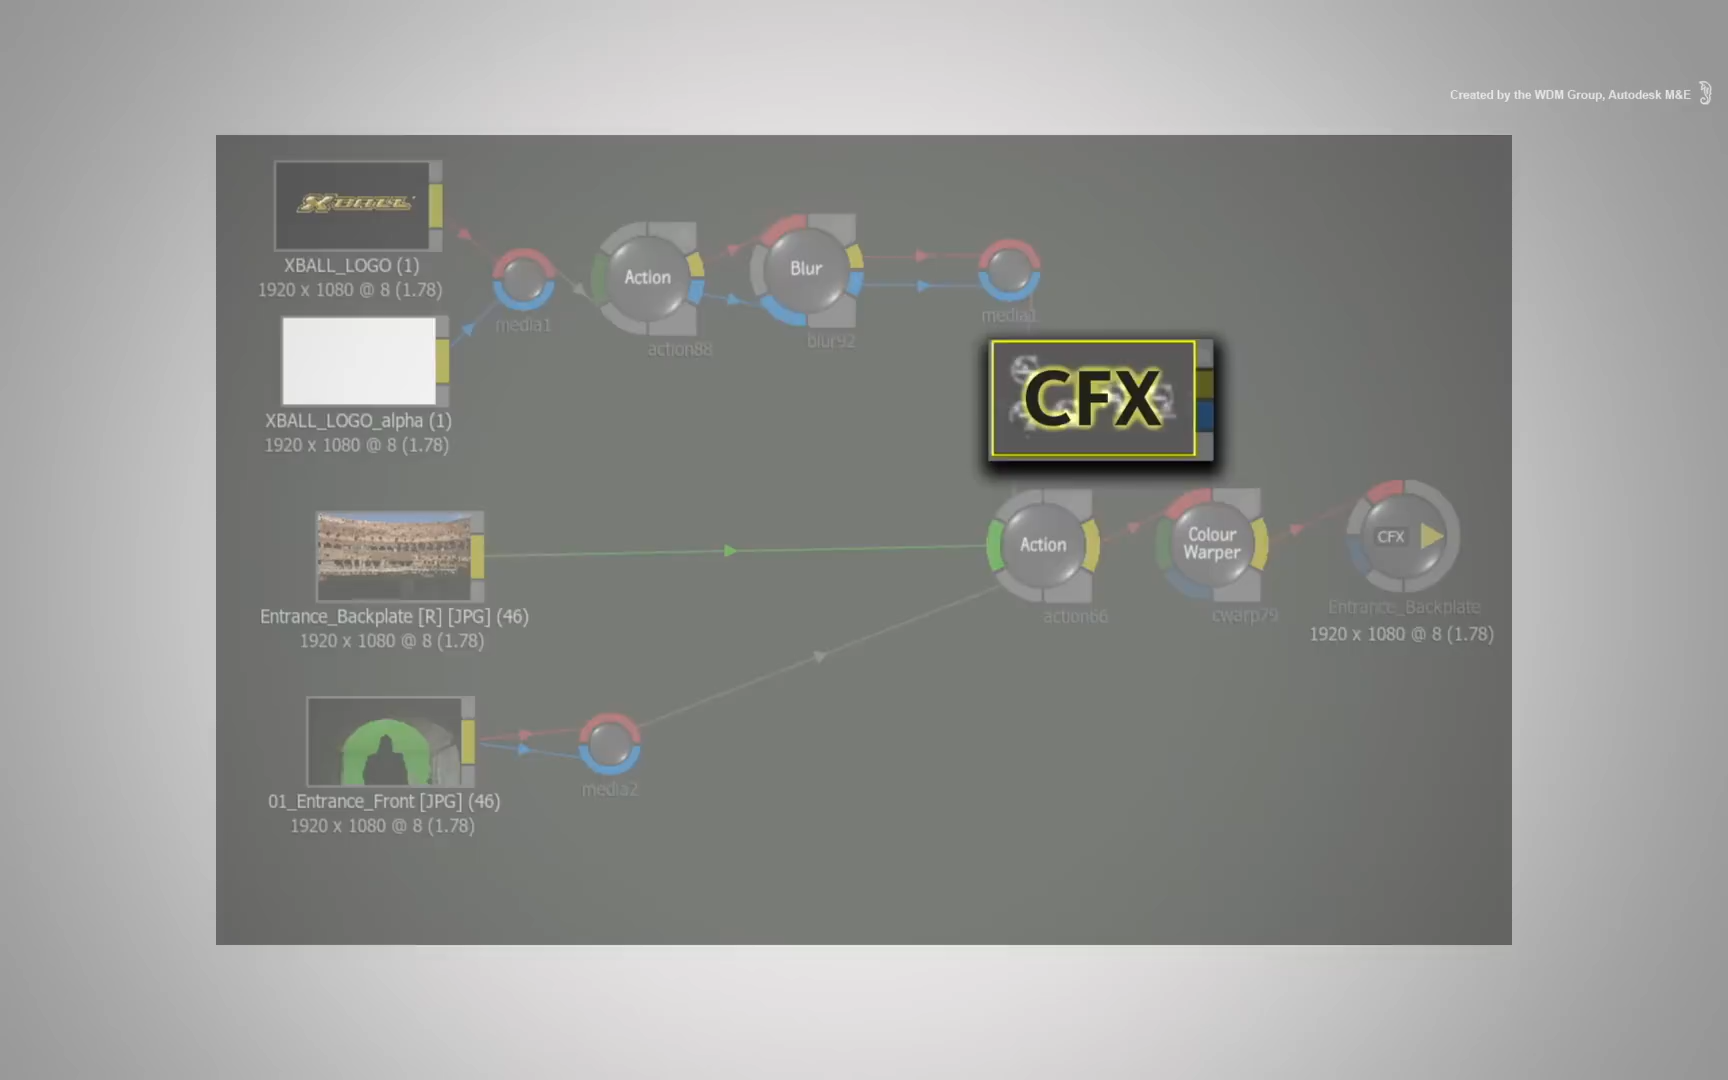 Created by the WDM Group, Autodesk M&E
XBALL
XBALL_LOGO (1)
1920 x 1080 @ 8 (1.78)
media1
Action
action88
Blur
blur92
media1
XBALL_LOGO_alpha (1)
1920 x 1080 @ 8 (1.78)
CFX
Entrance_Backplate [R] [JPG] (46)
1920 x 1080 @ 8 (1.78)
Action
action66
Colour
Warper
cwarp79
CFX
Entrance_Backplate
1920 x 1080 @ 8 (1.78)
01_Entrance_Front [JPG] (46)
1920 x 1080 @ 8 (1.78)
media2